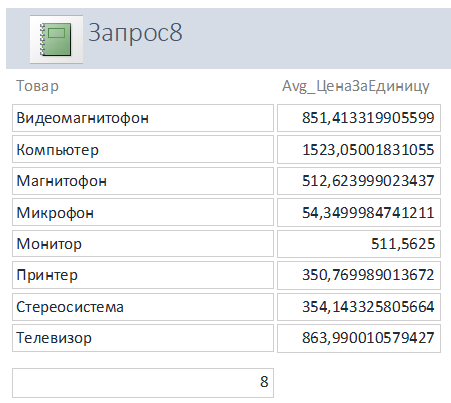 Запрос8
Товар Avg_ЦенаЗаЕдиницу
Видеомагнитофон 851,413319905599
Компьютер 1523,05001831055
Магнитофон 512,623999023437
Микрофон 54,3499984741211
Монитор 511,5625
Принтер 350,769989013672
Стереосистема 354,143325805664
Телевизор 863,990010579427
8